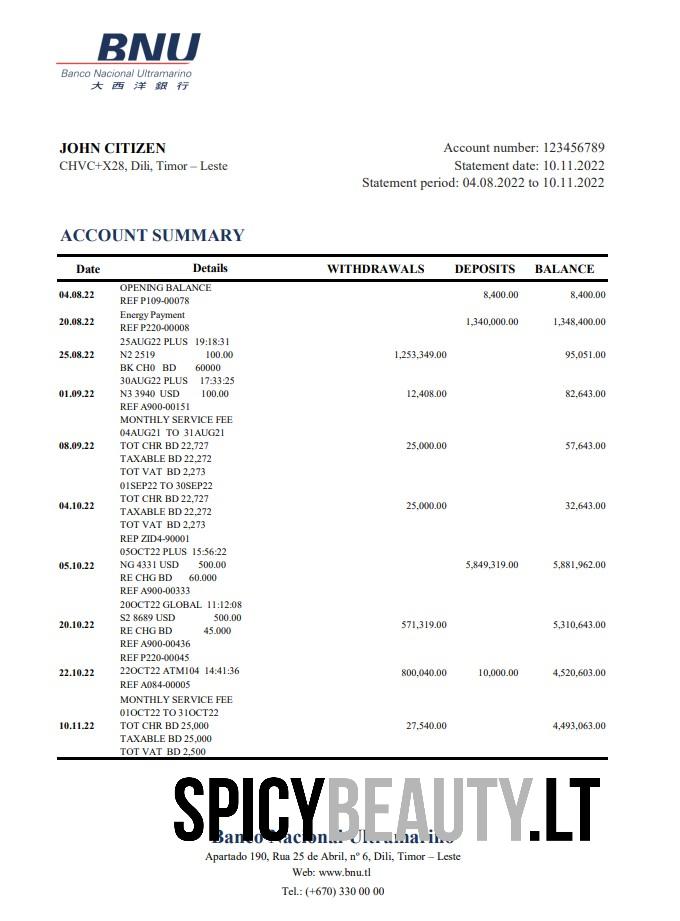 BNU
Banco Nacional Ultramarino
大西洋銀行
JOHN CITIZEN
CHVC+X28, Dili, Timor – Leste
Account number: 123456789
Statement date: 10.11.2022
Statement period: 04.08.2022 to 10.11.2022
ACCOUNT SUMMARY
Date Details WITHDRAWALS DEPOSITS BALANCE
OPENING BALANCE
04.08.22 8,400.00 8,400.00
REF P109-00078
Energy Payment
20.08.22 1,340,000.00 1,348,400.00
REF P220-00008
25AUG22 PLUS 19:18:31
25.08.22 N2 2519 100.00 1,253,349.00 95,051.00
BK CH0 BD 60000
30AUG22 PLUS 17:33:25
01.09.22 N3 3940 USD 100.00 12,408.00 82,643.00
REF A900-00151
MONTHLY SERVICE FEE
04AUG21 TO 31AUG21
08.09.22 TOT CHR BD 22,727 25,000.00 57,643.00
TAXABLE BD 22,272
TOT VAT BD 2,273
01SEP22 TO 30SEP22
TOT CHR BD 22,727
04.10.22 25,000.00 32,643.00
TAXABLE BD 22,272
TOT VAT BD 2,273
REP ZID4-90001
05OCT22 PLUS 15:56:22
05.10.22 NG 4331 USD 500.00 5,849,319.00 5,881,962.00
RE CHG BD 60.000
REF A900-00333
20OCT22 GLOBAL 11:12:08
S2 8689 USD 500.00
20.10.22 571,319.00 5,310,643.00
RE CHG BD 45.000
REF A900-00436
REF P220-00045
22.10.22 22OCT22 ATM104 14:41:36 800,040.00 10,000.00 4,520,603.00
REF A084-00005
MONTHLY SERVICE FEE
01OCT22 TO 31OCT22
10.11.22 TOT CHR BD 25,000 27,540.00 4,493,063.00
TAXABLE BD 25,000
TOT VAT BD 2,500
SPICYBEAUTY.LT
Banco Nacional Ultramarino
Apartado 190, Rua 25 de Abril, nº 6, Dili, Timor – Leste
Web: www.bnu.tl
Tel.: (+670) 330 00 00